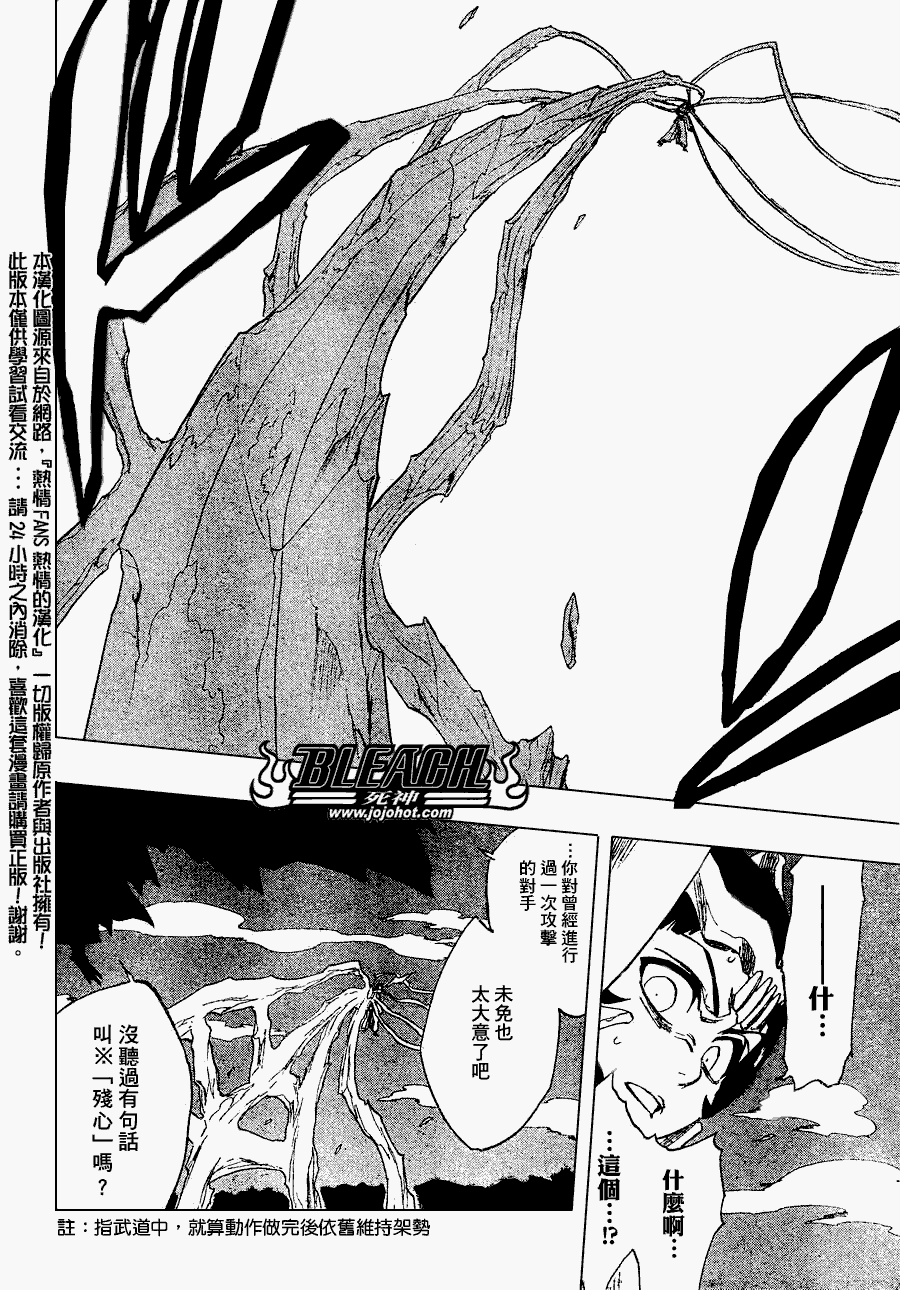 本漢化圖源來自於網路，『熱情FANS 熱情的漢化』一切版權歸原作者與出版社擁有！
此版本僅供學習試看交流… 請 24 小時之內消除，喜歡這套漫畫請購買正版！謝謝。
BLEACH
死神
www.jojohot.com
——什…
什麼啊…
…這個…!?
…你對曾經進行
過一次攻擊
的對手
未免也
太大意了吧
沒聽過有句話
叫※「殘心」嗎？
註：指武道中，就算動作做完後依舊維持架勢